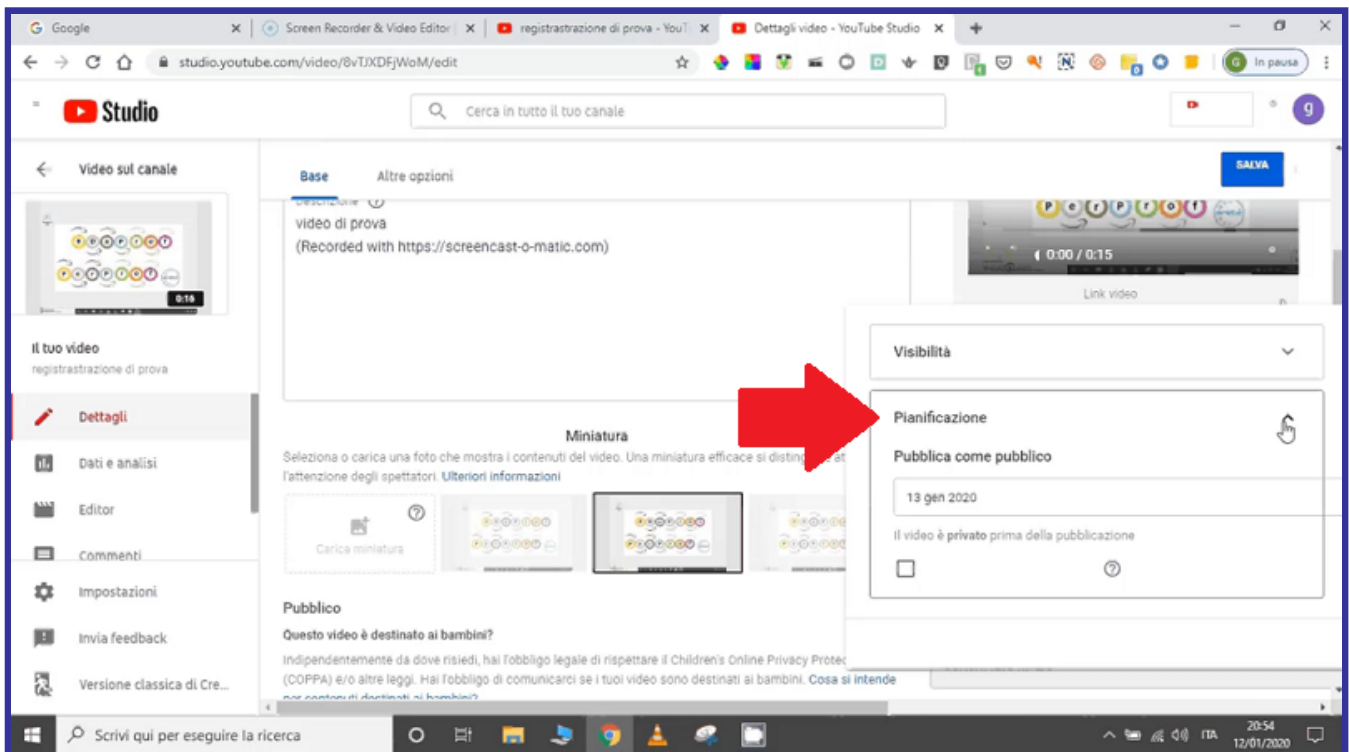 Google
Screen Recorder & Video Editor
registrastrazione di prova - YouT
Dettagli video - YouTube Studio
studio.youtube.com/video/8vTJXDFjWoM/edit
In pausa
Studio
Cerca in tutto il tuo canale
g
Video sul canale
Base
Altre opzioni
SALVA
Descrizione
video di prova
(Recorded with https://screencast-o-matic.com)
PerProf
0:00 / 0:15
Link video
0:16
Il tuo video
registrastrazione di prova
Visibilità
Pianificazione
Pubblica come pubblico
13 gen 2020
Il video è privato prima della pubblicazione
Dettagli
Dati e analisi
Editor
Commenti
Impostazioni
Invia feedback
Versione classica di Cre...
Miniatura
Seleziona o carica una foto che mostra i contenuti del video. Una miniatura efficace si distingue at
l'attenzione degli spettatori. Ulteriori informazioni
Carica miniatura
Pubblico
Questo video è destinato ai bambini?
Indipendentemente da dove risiedi, hai l'obbligo legale di rispettare il Children's Online Privacy Protec
(COPPA) e/o altre leggi. Hai l'obbligo di comunicarci se i tuoi video sono destinati ai bambini. Cosa si intende
per contenuti destinati ai bambini?
Scrivi qui per eseguire la ricerca
ITA
20:54
12/01/2020